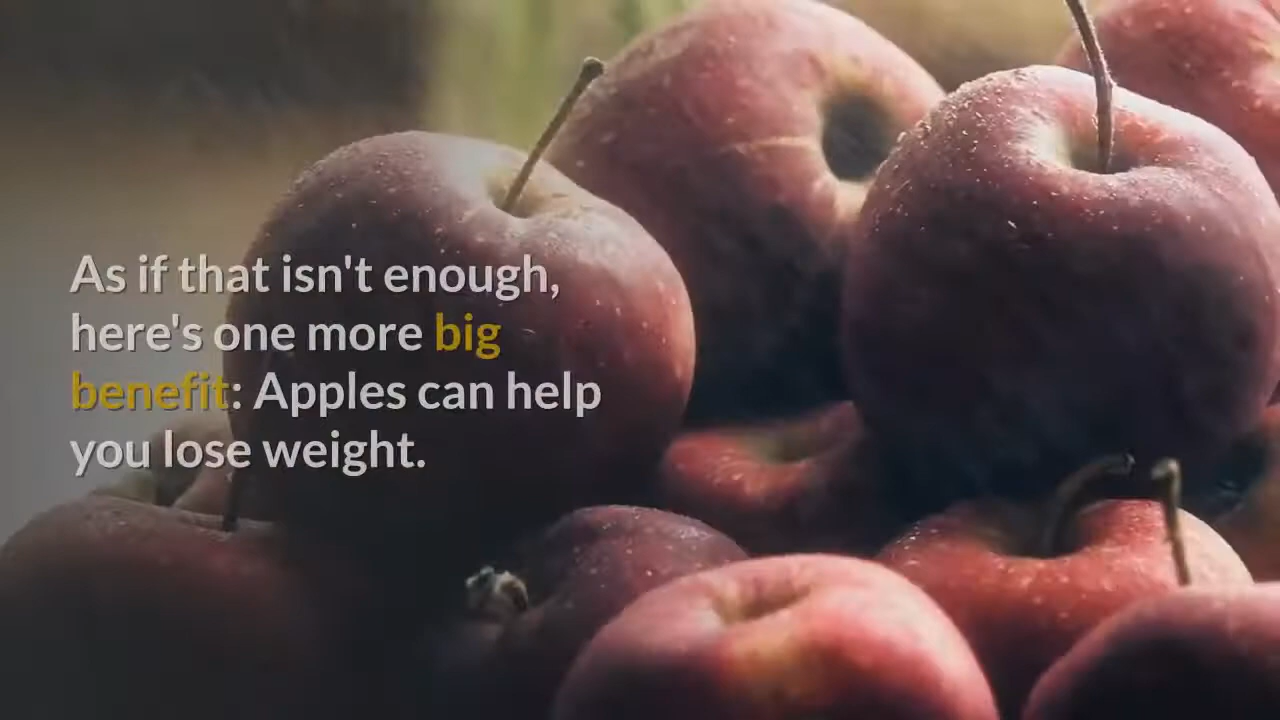 As if that isn't enough,
here's one more big
benefit: Apples can help
you lose weight.